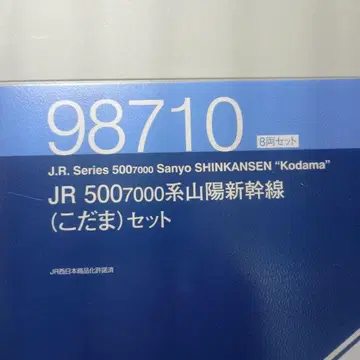 98710 8両セット
J.R. Series 5007000 Sanyo SHINKANSEN “Kodama”
JR 5007000系山陽新幹線
(こだま)セット
JR西日本商品化許諾済